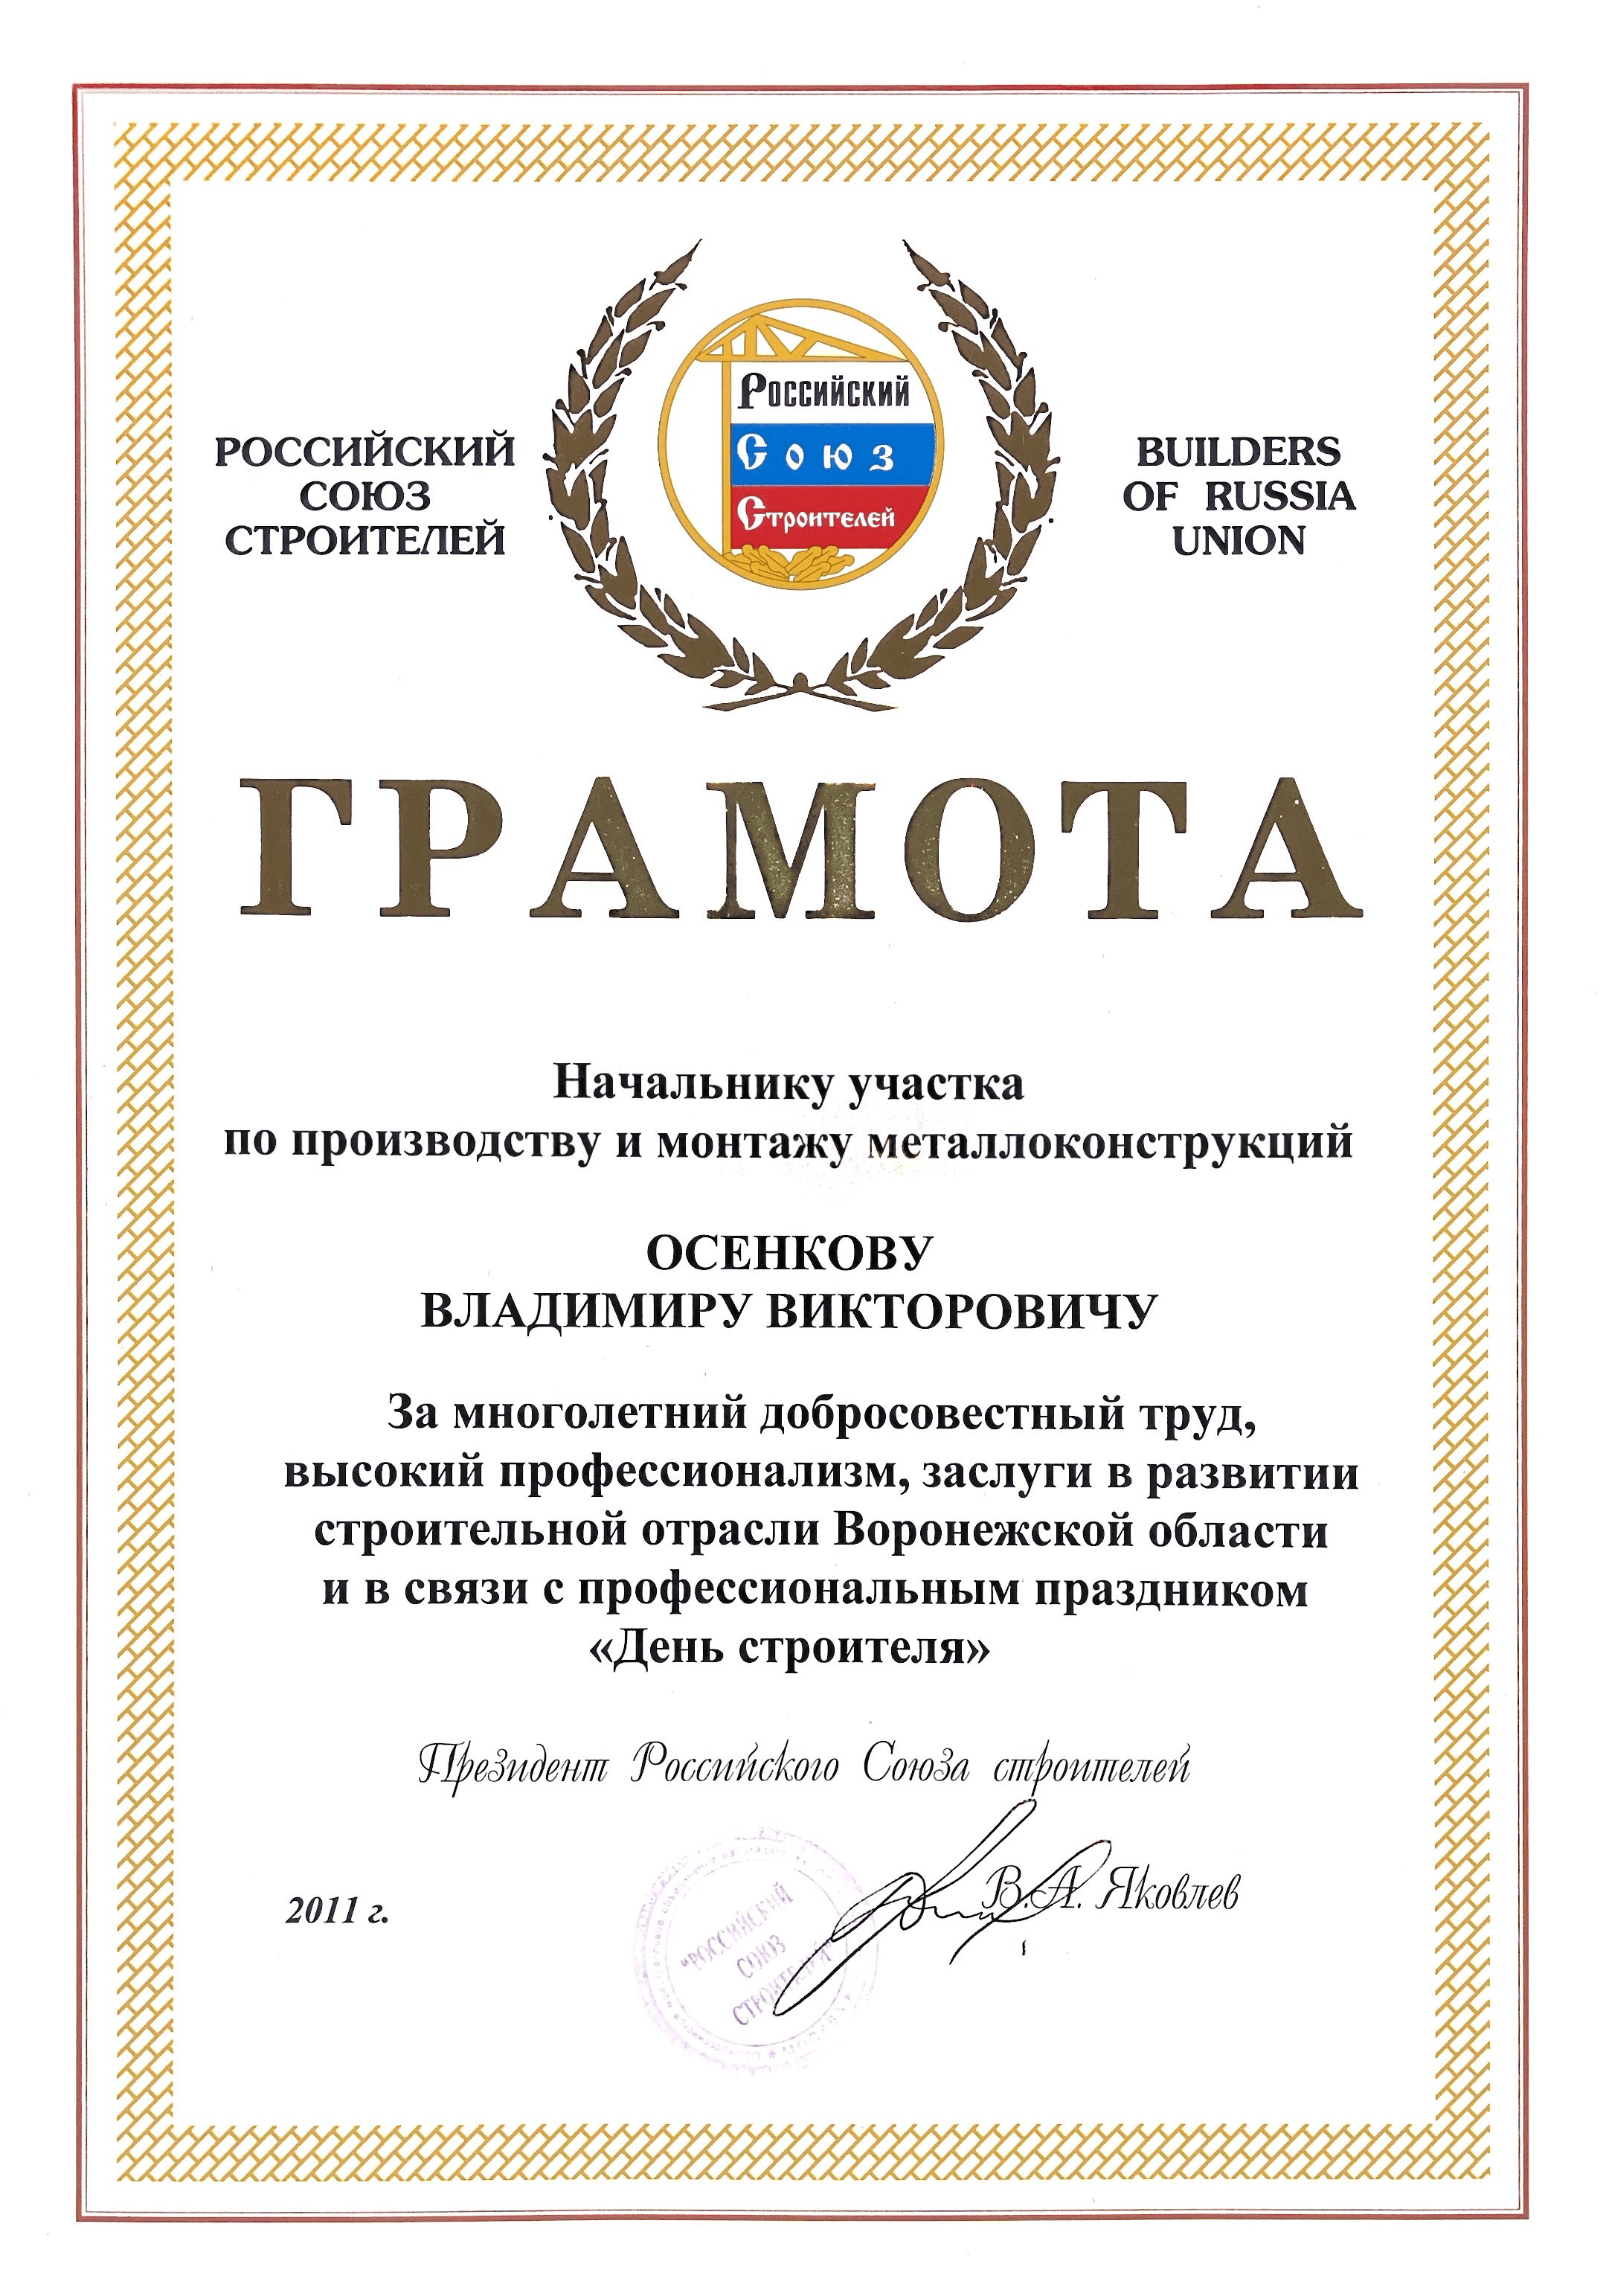 РОССИЙСКИЙ
СОЮЗ
СТРОИТЕЛЕЙ
Российский
Союз
Строителей
BUILDERS
OF RUSSIA
UNION
ГРАМОТА
Начальнику участка
по производству и монтажу металлоконструкций
ОСЕНКОВУ
ВЛАДИМИРУ ВИКТОРОВИЧУ
За многолетний добросовестный труд,
высокий профессионализм, заслуги в развитии
строительной отрасли Воронежской области
и в связи с профессиональным праздником
«День строителя»
Президент Российского Союза строителей
В.А. Яковлев
2011 г.
"РОССИЙСКИЙ
СОЮЗ
СТРОИТЕЛЕЙ"